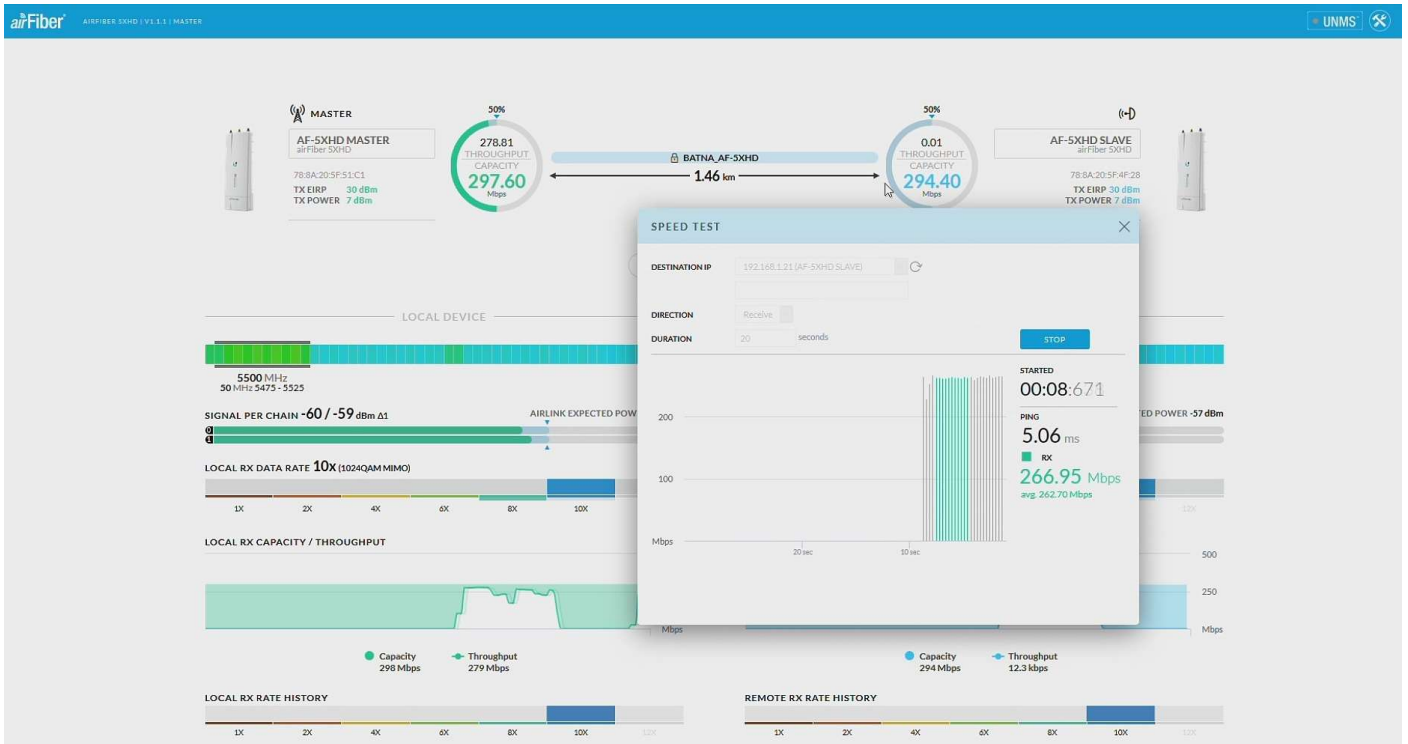 airFiber AIRFIBER 5XHD | V1.1.1 | MASTER
UNMS
MASTER
AF-5XHD MASTER
airFiber 5XHD
78:8A:20:5F:51:C1
TX EIRP 30 dBm
TX POWER 7 dBm
50%
278.81
THROUGHPUT
CAPACITY
297.60
Mbps
BATNA_AF-5XHD
1.46 km
50%
0.01
THROUGHPUT
CAPACITY
294.40
Mbps
AF-5XHD SLAVE
airFiber 5XHD
78:8A:20:5F:4F:28
TX EIRP 30 dBm
TX POWER 7 dBm
SPEED TEST
DESTINATION IP 192.168.1.21 (AF-5XHD SLAVE)
DIRECTION Receive
DURATION 20 seconds
STOP
STARTED
00:08:671
PING
5.06 ms
RX
266.95 Mbps
avg. 262.70 Mbps
200
100
Mbps
20 sec 10 sec
LOCAL DEVICE
5500 MHz
50 MHz 5475 - 5525
SIGNAL PER CHAIN -60 / -59 dBm Δ1 AIRLINK EXPECTED POW
0
1
ED POWER -57 dBm
LOCAL RX DATA RATE 10x (1024QAM MIMO)
1X 2X 4X 6X 8X 10X
12X
LOCAL RX CAPACITY / THROUGHPUT
500
250
Mbps
Mbps
Capacity Throughput
298 Mbps 279 Mbps
Capacity Throughput
294 Mbps 12.3 kbps
LOCAL RX RATE HISTORY
1X 2X 4X 6X 8X 10X 12X
REMOTE RX RATE HISTORY
1X 2X 4X 6X 8X 10X 12X